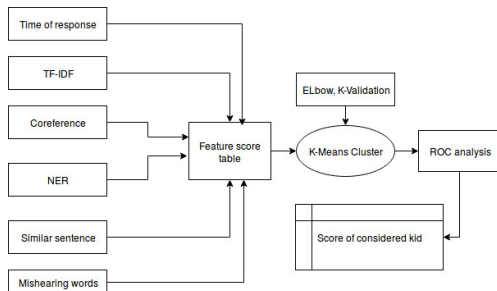 Time of response
TF-IDF
Coreference
NER
Similar sentence
Mishearing words
Feature score
table
ELbow, K-Validation
K-Means Cluster
ROC analysis
Score of considered kid